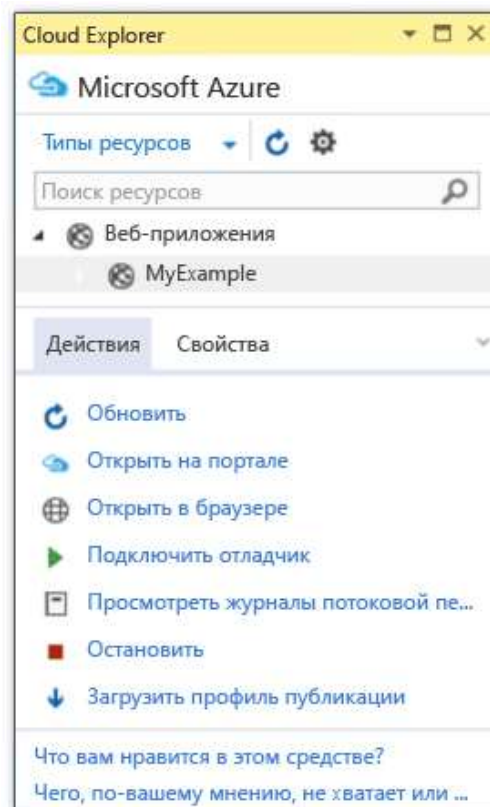 Cloud Explorer
Microsoft Azure
Типы ресурсов
Поиск ресурсов
Веб-приложения
MyExample
Действия Свойства
Обновить
Открыть на портале
Открыть в браузере
Подключить отладчик
Просмотреть журналы потоковой пе...
Остановить
Загрузить профиль публикации
Что вам нравится в этом средстве?
Чего, по-вашему мнению, не хватает или ...